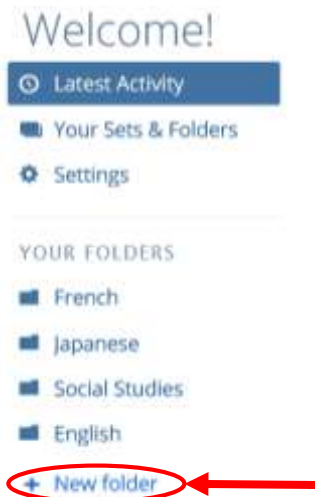 Welcome!
Latest Activity
Your Sets & Folders
Settings
YOUR FOLDERS
French
Japanese
Social Studies
English
+ New folder